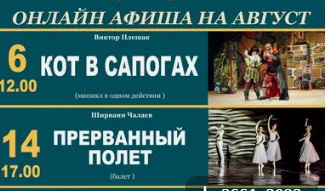 ОНЛАЙН АФИША НА АВГУСТ
Виктор Плешак
6
12.00
КОТ В САПОГАХ
(мюзикл в одном действии)
Ширвани Чалаев
14
17.00
ПРЕРВАННЫЙ
ПОЛЕТ
(балет)